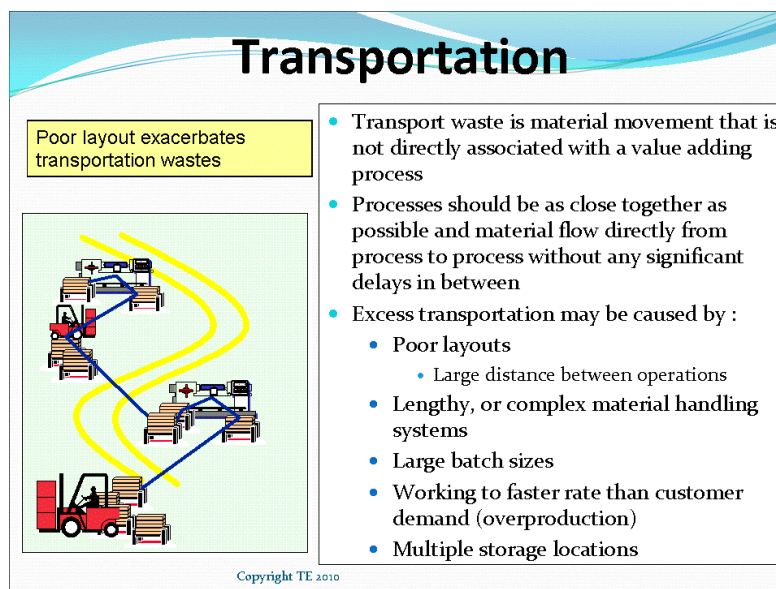 Transportation
Poor layout exacerbates
transportation wastes
Transport waste is material movement that is
not directly associated with a value adding
process
Processes should be as close together as
possible and material flow directly from
process to process without any significant
delays in between
Excess transportation may be caused by :
Poor layouts
Large distance between operations
Lengthy, or complex material handling
systems
Large batch sizes
Working to faster rate than customer
demand (overproduction)
Multiple storage locations
Copyright TE 2010